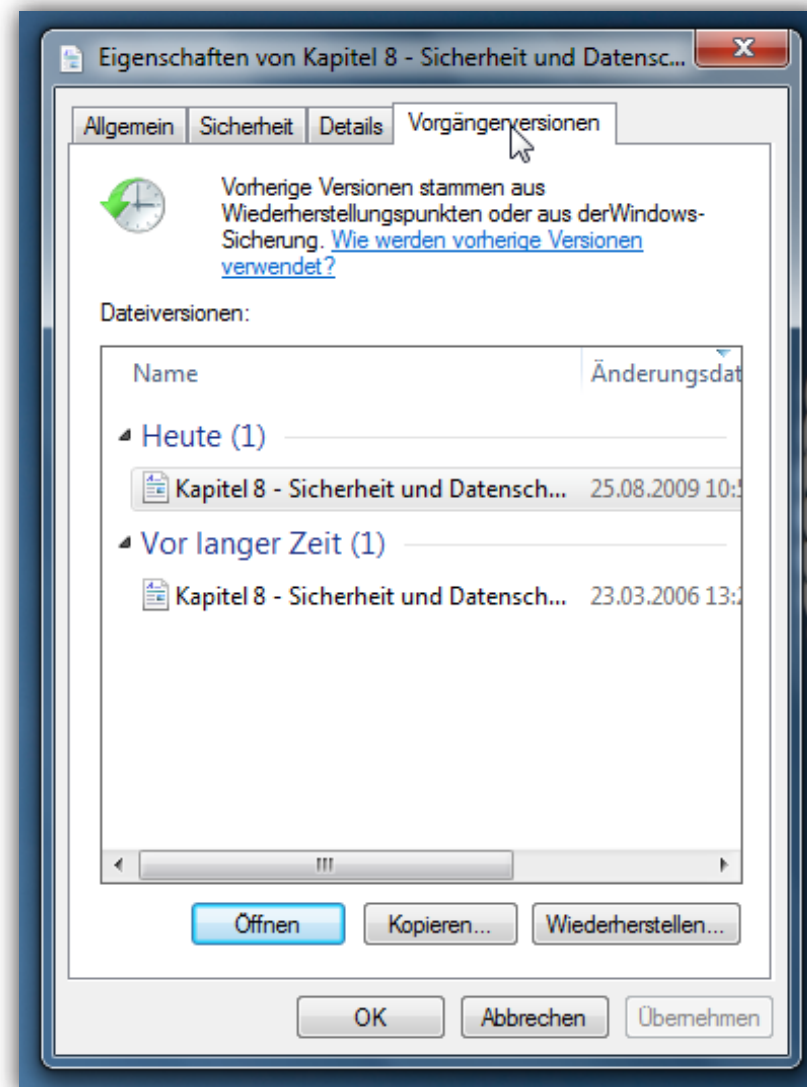 Eigenschaften von Kapitel 8 - Sicherheit und Datensc...
Allgemein Sicherheit Details Vorgängerversionen
Vorherige Versionen stammen aus
Wiederherstellungspunkten oder aus derWindows-
Sicherung. Wie werden vorherige Versionen
verwendet?
Dateiversionen:
Name Änderungsdat
Heute (1)
Kapitel 8 - Sicherheit und Datensch... 25.08.2009 10:5
Vor langer Zeit (1)
Kapitel 8 - Sicherheit und Datensch... 23.03.2006 13:2
Öffnen Kopieren... Wiederherstellen...
OK Abbrechen Übernehmen